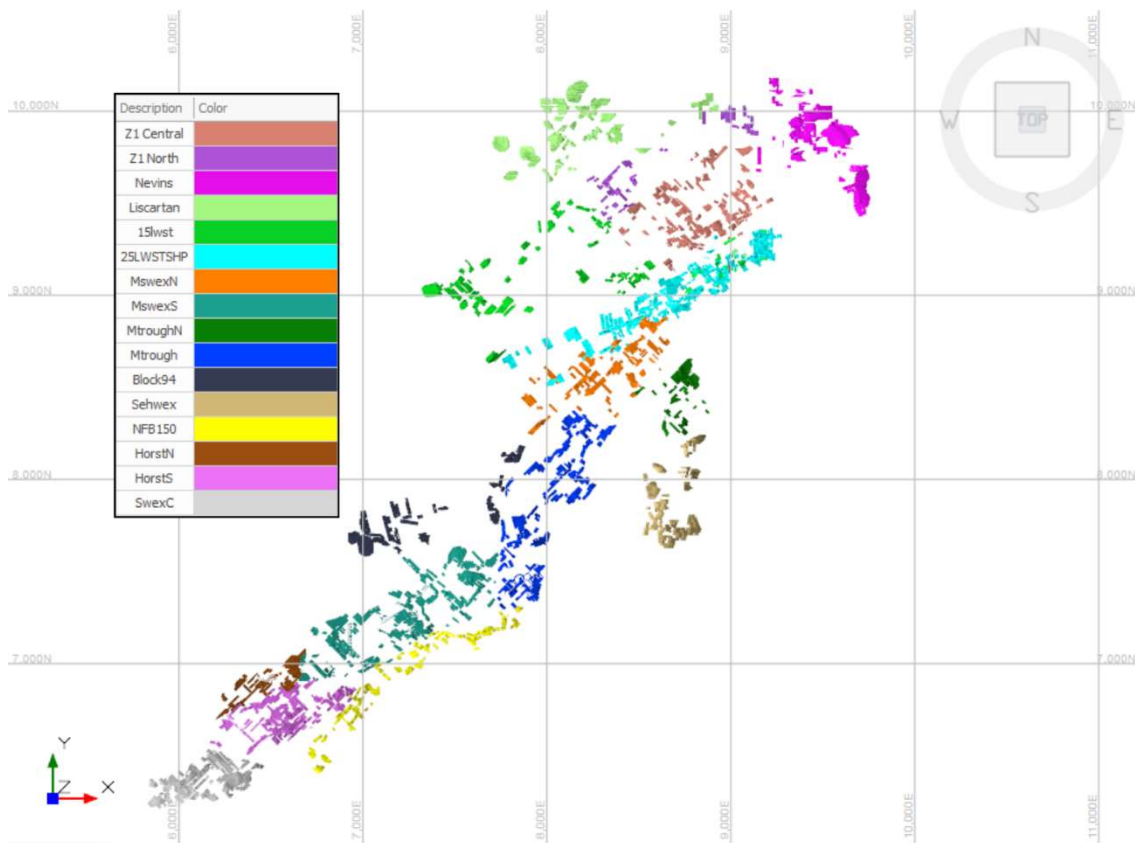 6,000E 7,000E 8,000E 9,000E 10,000E 11,000E
N
W TOP E
S
10,000N 10,000N
Description Color
Z1 Central
Z1 North
Nevins
Liscartan
15lwst
25LWSTSHP
MswexN
MswexS
MtroughN
Mtrough
Block94
Sehwex
NFB150
HorstN
HorstS
SwexC
9,000N 9,000N
8,000N 8,000N
7,000N 7,000N
Y
Z X
6,000E 7,000E 8,000E 9,000E 10,000E 11,000E